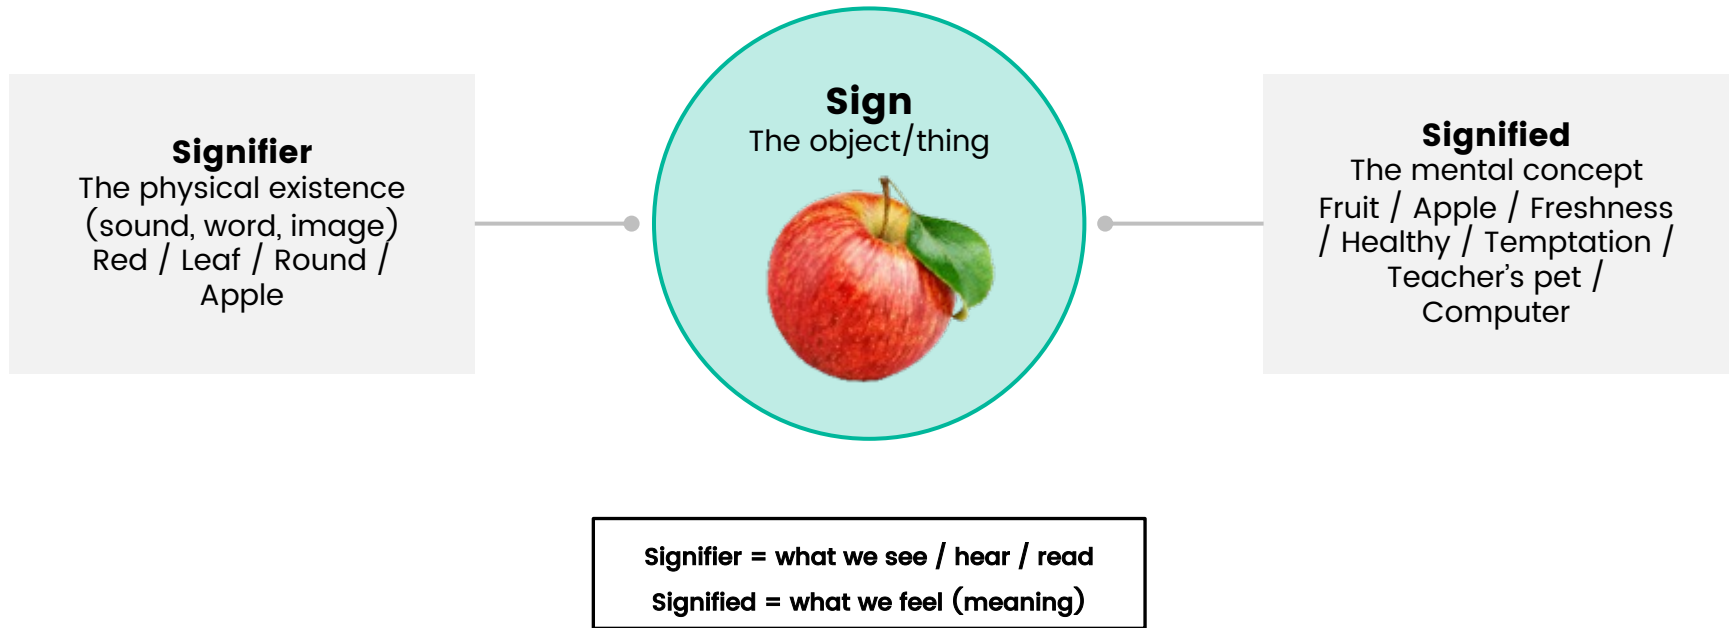 Signifier
The physical existence
(sound, word, image)
Red / Leaf / Round /
Apple
Sign
The object/thing
Signified
The mental concept
Fruit / Apple / Freshness
/ Healthy / Temptation /
Teacher’s pet /
Computer
Signifier = what we see / hear / read
Signified = what we feel (meaning)